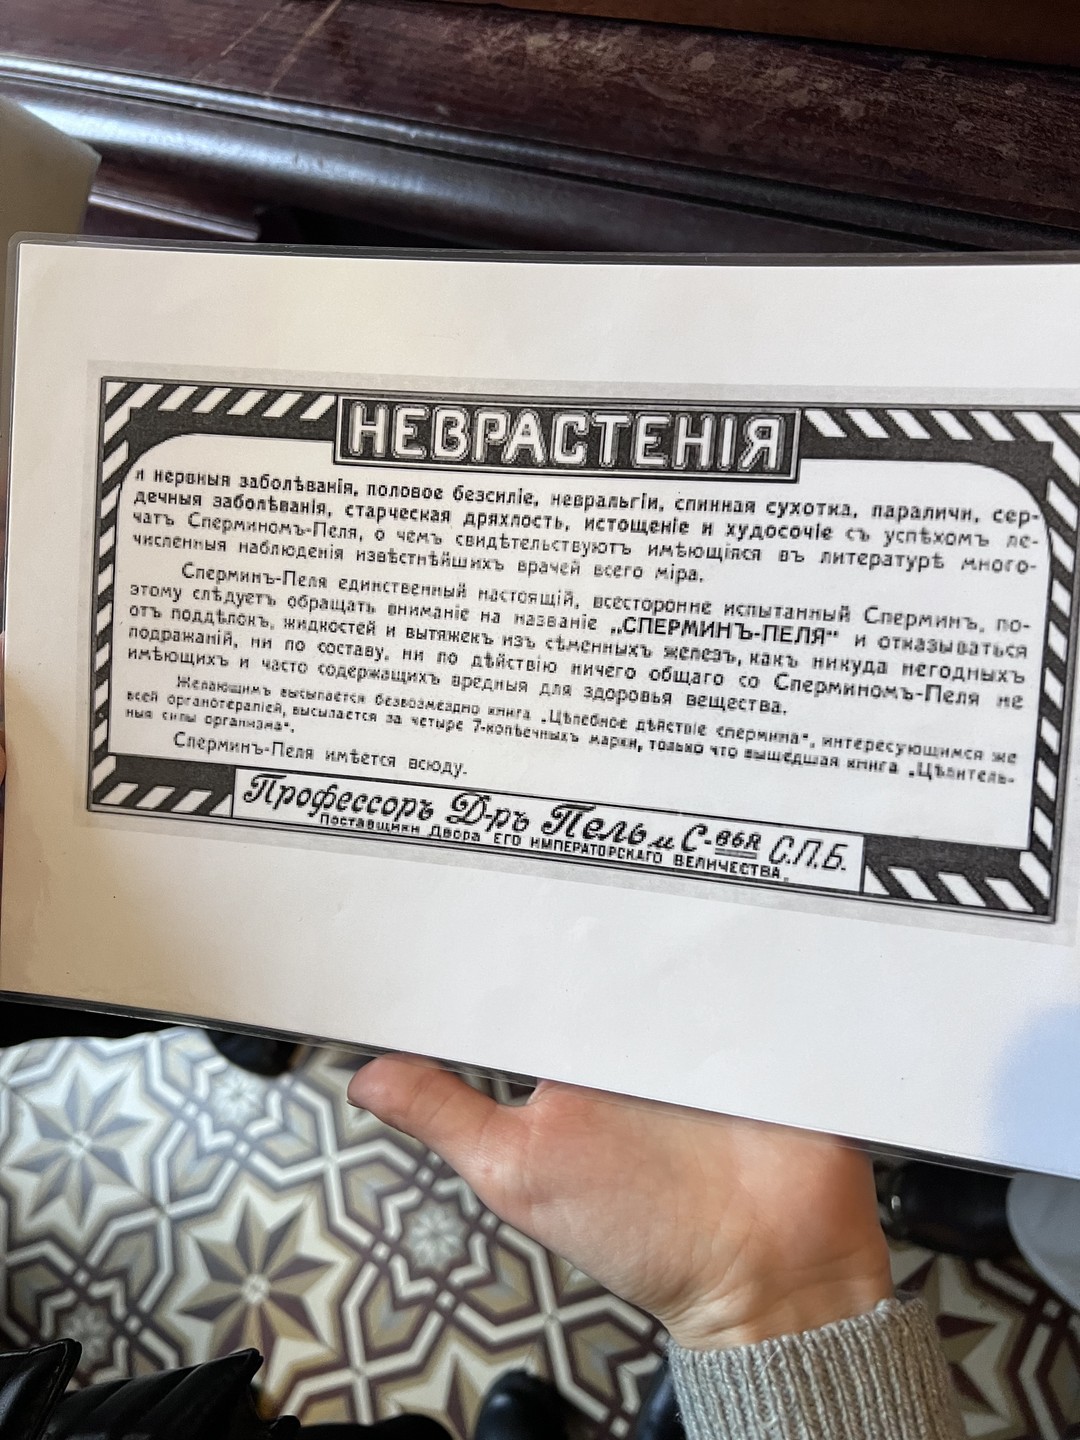 НЕВРАСТЕНІЯ
и нервныя заболѣванія, половое безсиліе, невральгіи, спинная сухотка, параличи, сер-
дечныя заболѣванія, старческая дряхлость, истощеніе и худосочіе съ успѣхомъ ле-
чатъ Сперминомъ-Пеля, о чемъ свидѣтельствуютъ имѣющіяся въ литературѣ много-
численныя наблюденія извѣстнѣйшихъ врачей всего міра.
Сперминъ-Пеля единственный настоящій, всесторонне испытанный Сперминъ, по-
этому слѣдуетъ обращать вниманіе на названіе „СПЕРМИНЪ-ПЕЛЯ“ и отказываться
отъ поддѣлокъ, жидкостей и вытяжекъ изъ сѣменныхъ железъ, какъ никуда негодныхъ
подражаній, ни по составу, ни по дѣйствію ничего общаго со Сперминомъ-Пеля не
имѣющихъ и часто содержащихъ вредныя для здоровья вещества.
Желающимъ высылается безвозмездно книга „Цѣлебное дѣйствіе спермина“, интересующимся же
всей органотерапіей, высылается за четыре 7-копѣечныхъ марки, только что вышедшая книга „Цѣлитель-
ныя силы организма“.
Сперминъ-Пеля имѣется всюду.
Профессоръ Д-ръ Пель и С-вья С.П.Б.
Поставщики Двора ЕГО ИМПЕРАТОРСКАГО ВЕЛИЧЕСТВА.